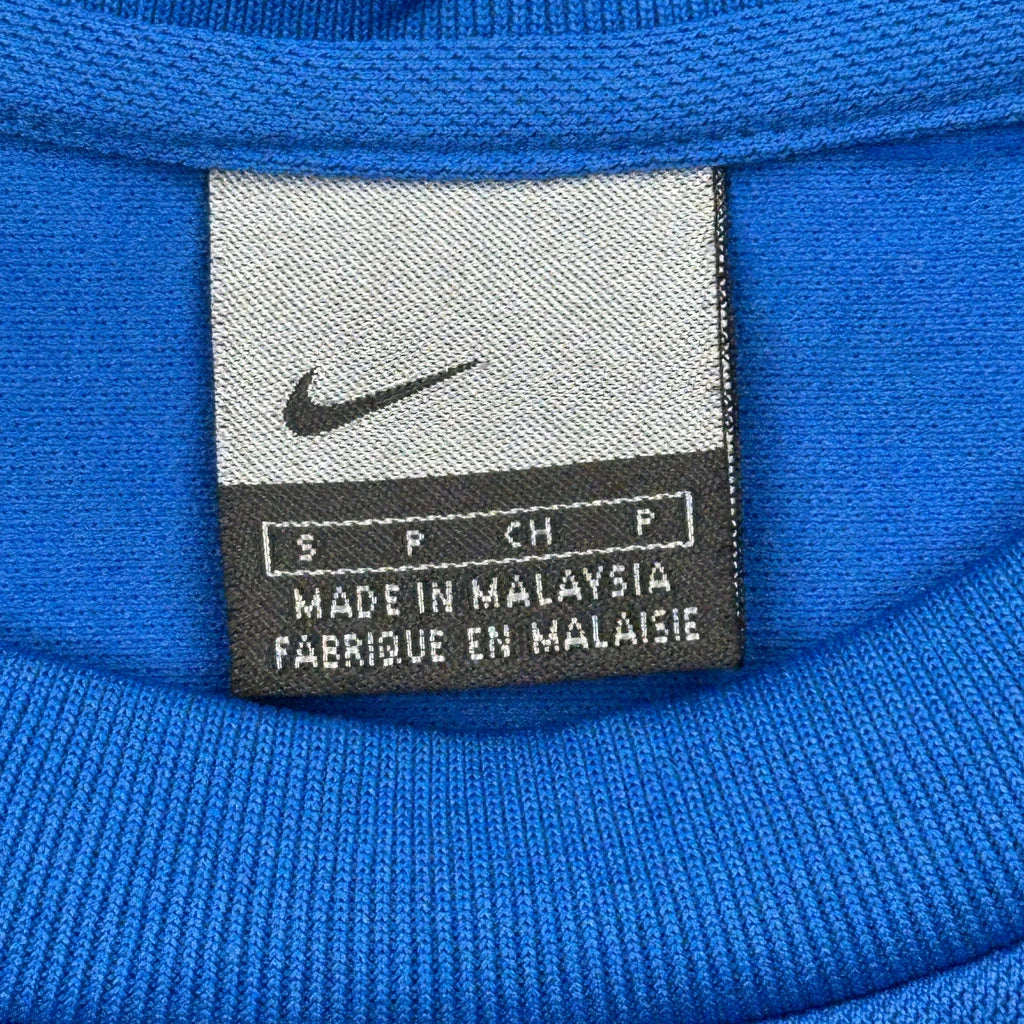 S P CH P
MADE IN MALAYSIA
FABRIQUE EN MALAISIE